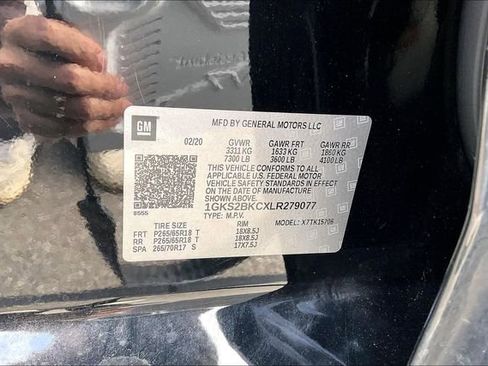 GM
MFD BY GENERAL MOTORS LLC
02/20 GVWR GAWR FRT GAWR RR
3311 KG 1633 KG 1860 KG
7300 LB 3600 LB 4100 LB
THIS VEHICLE CONFORMS TO ALL APPLICABLE
U.S. FEDERAL MOTOR VEHICLE
SAFETY STANDARDS IN EFFECT ON THE DATE OF
MANUFACTURE SHOWN ABOVE.
1GKS2BKCXLR279077
TYPE: M.P.V. MODEL: X7TK15706
8555
TIRE SIZE RIM
FRT P265/65R18 T 18X8.5J
RR P265/65R18 T 18X8.5J
SPA 265/70R17 S 17X7.5J